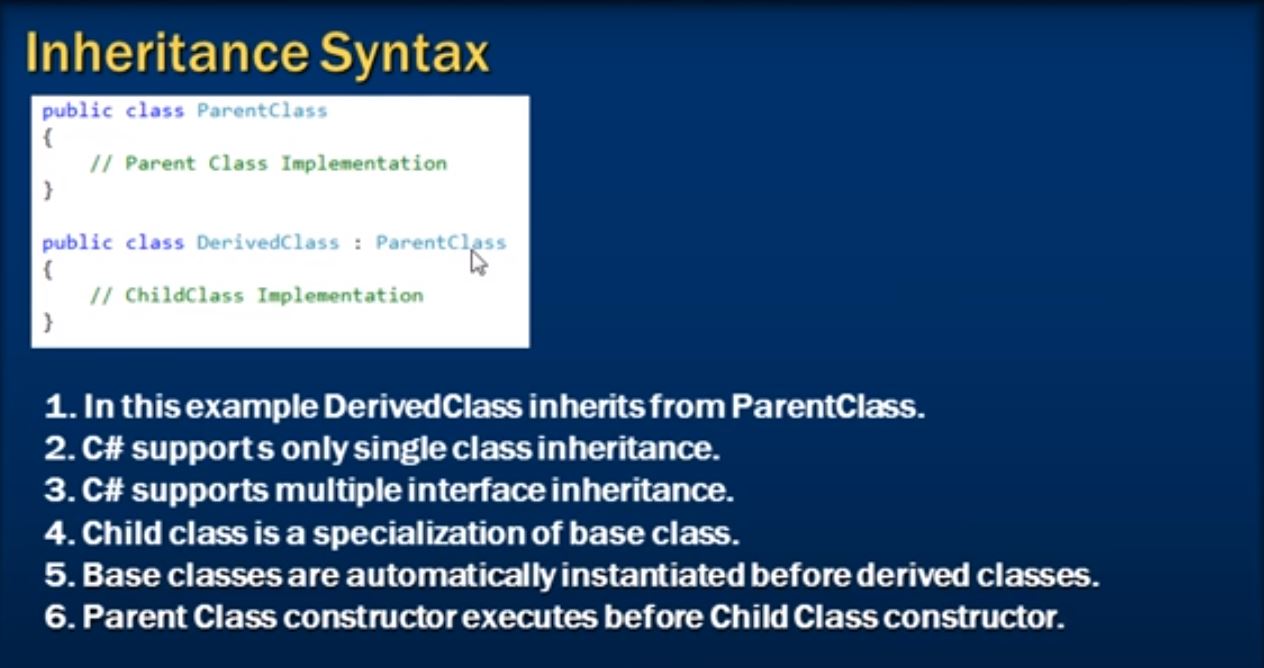 Inheritance Syntax
public class ParentClass
{
    // Parent Class Implementation
}
public class DerivedClass : ParentClass
{
    // ChildClass Implementation
}
1. In this example DerivedClass inherits from ParentClass.
2. C# supports only single class inheritance.
3. C# supports multiple interface inheritance.
4. Child class is a specialization of base class.
5. Base classes are automatically instantiated before derived classes.
6. Parent Class constructor executes before Child Class constructor.